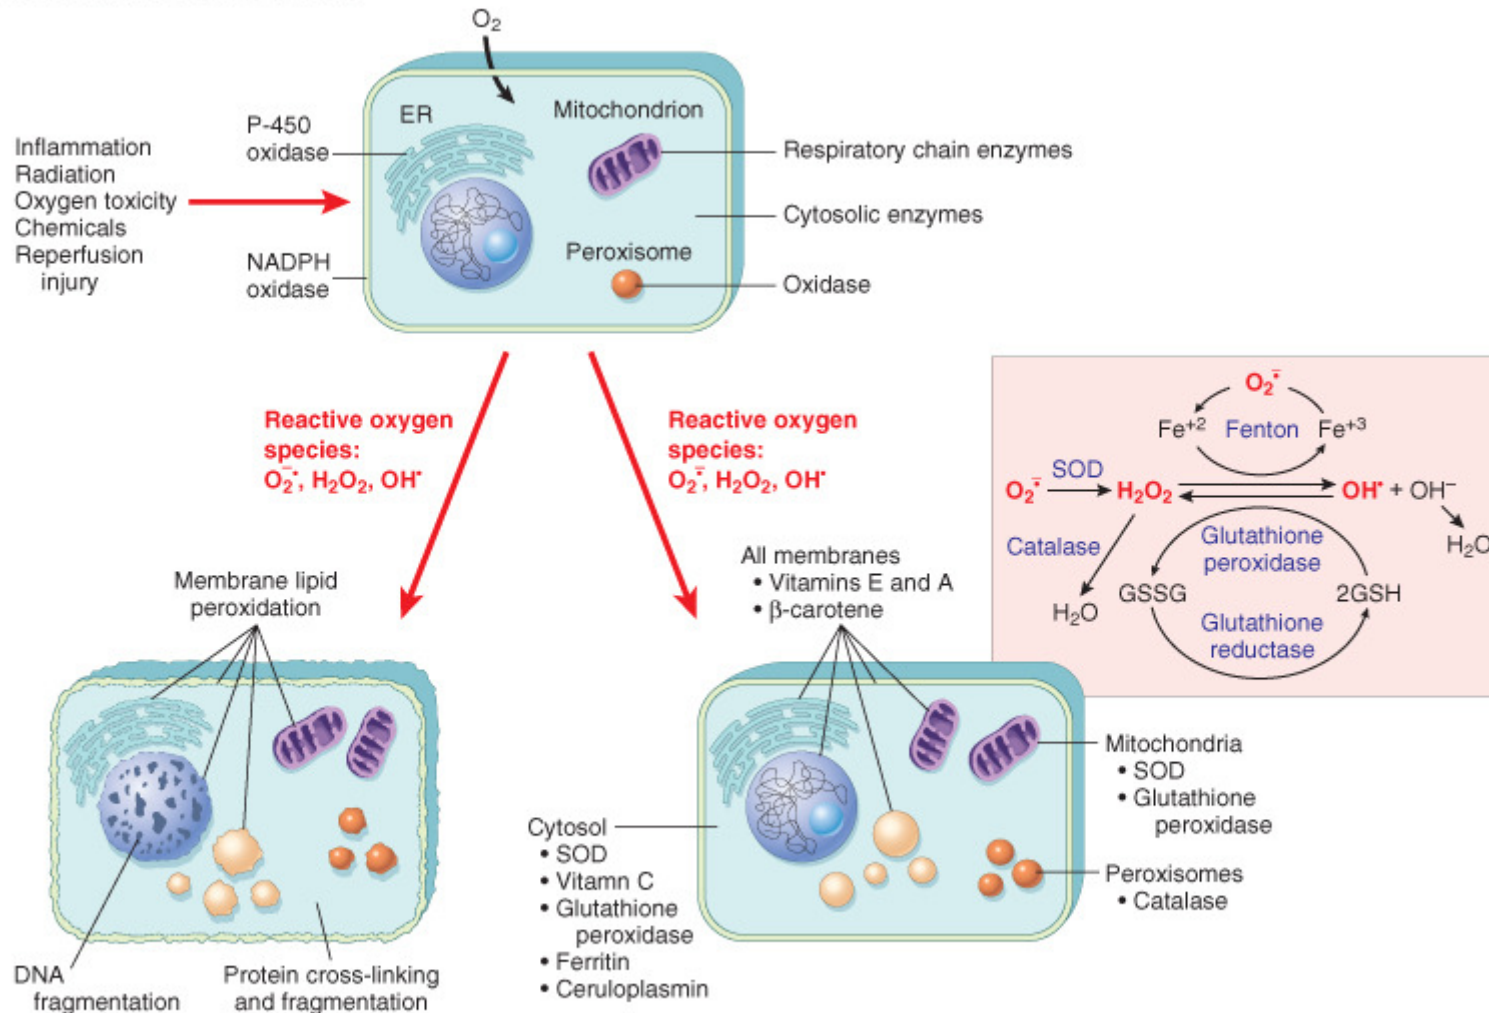 O2
ER
Mitochondrion
P-450
oxidase
Inflammation
Radiation
Oxygen toxicity
Chemicals
Reperfusion
injury
Respiratory chain enzymes
Cytosolic enzymes
NADPH
oxidase
Peroxisome
Oxidase
Reactive oxygen
species:
O2−•, H2O2, OH•
Reactive oxygen
species:
O2−•, H2O2, OH•
O2−•
Fe+2 Fenton Fe+3
SOD
O2−• H2O2 OH• + OH−
Catalase
Glutathione
peroxidase
H2O
H2O
GSSG 2GSH
Glutathione
reductase
Membrane lipid
peroxidation
All membranes
• Vitamins E and A
• β-carotene
Mitochondria
• SOD
• Glutathione
peroxidase
Cytosol
• SOD
• Vitamn C
• Glutathione
peroxidase
• Ferritin
• Ceruloplasmin
Peroxisomes
• Catalase
DNA
fragmentation
Protein cross-linking
and fragmentation